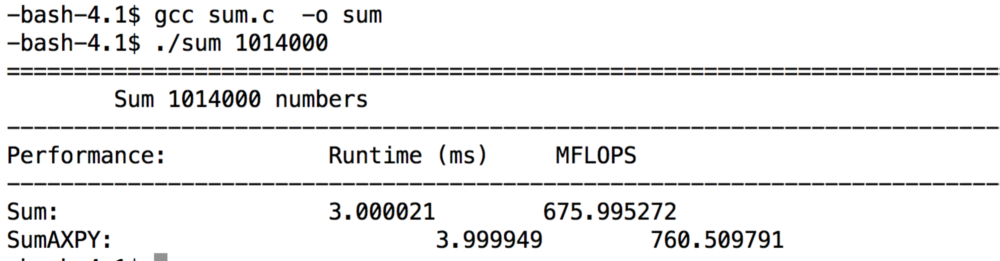 -bash-4.1$ gcc sum.c  -o sum
-bash-4.1$ ./sum 1014000
===========================================================================
        Sum 1014000 numbers
---------------------------------------------------------------------------
Performance:            Runtime (ms)     MFLOPS
---------------------------------------------------------------------------
Sum:                    3.000021        675.995272
SumAXPY:                        3.999949        760.509791